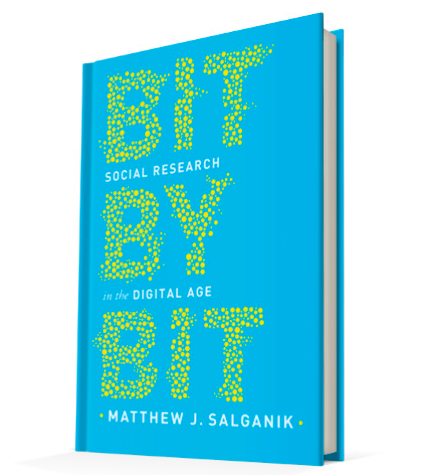 BIT
SOCIAL RESEARCH
BY
in the DIGITAL AGE
BIT
• MATTHEW J. SALGANIK •